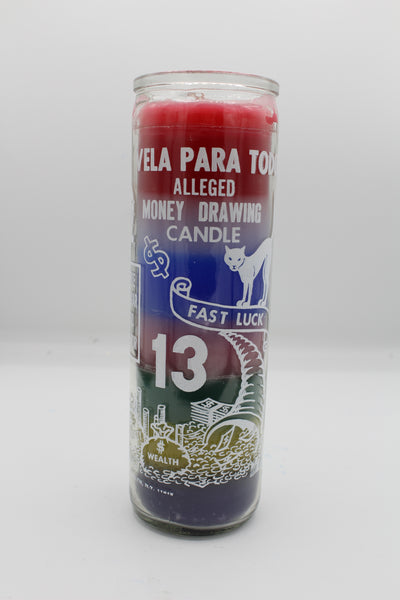 VELA PARA TOD
ALLEGED
MONEY DRAWING
CANDLE
$
FAST LUCK
13
$
WEALTH